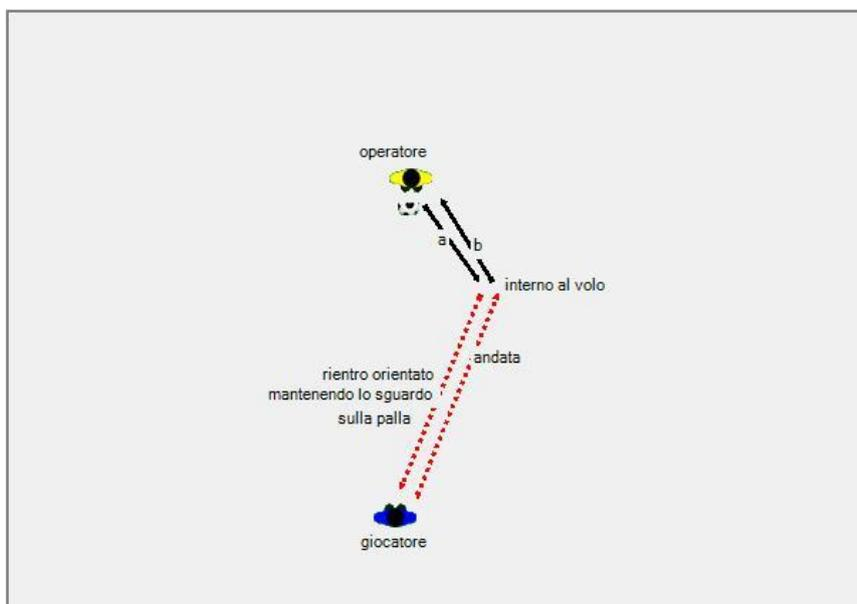 operatore
a
b
interno al volo
andata
rientro orientato
mantenendo lo sguardo
sulla palla
giocatore